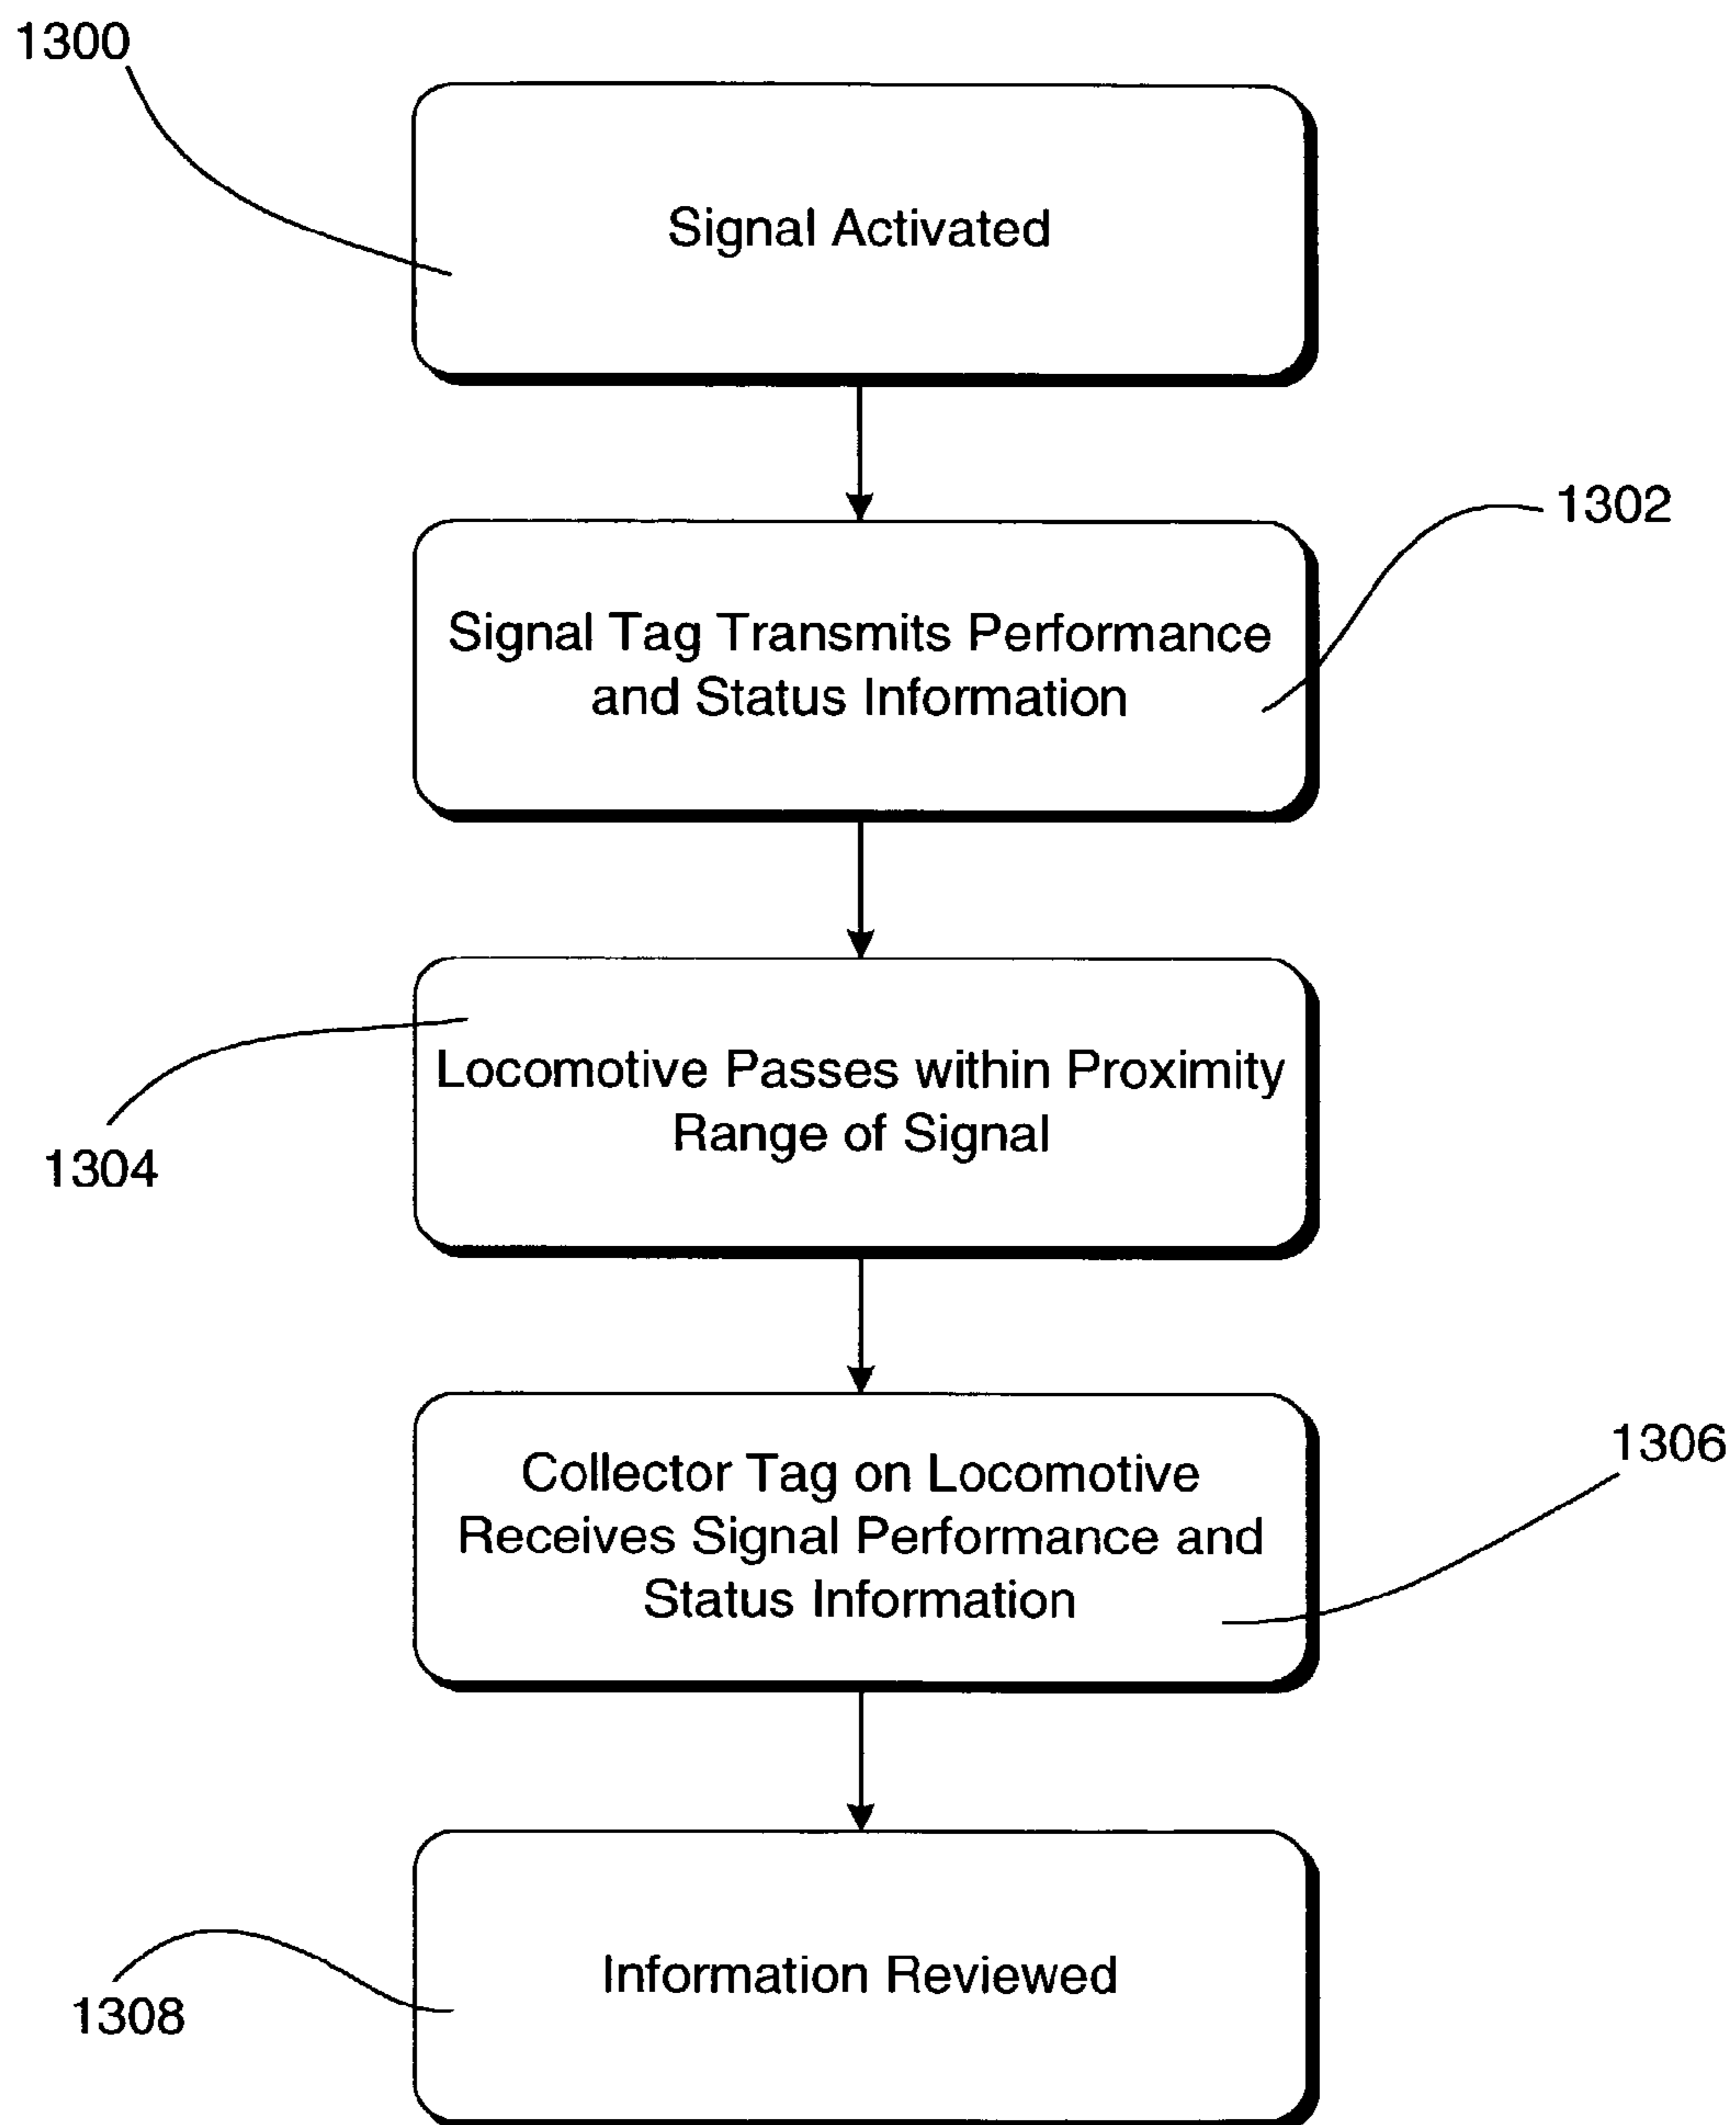 1300
Signal Activated
1302
Signal Tag Transmits Performance
and Status Information
Locomotive Passes within Proximity
Range of Signal
1304
1306
Collector Tag on Locomotive
Receives Signal Performance and
Status Information
Information Reviewed
1308